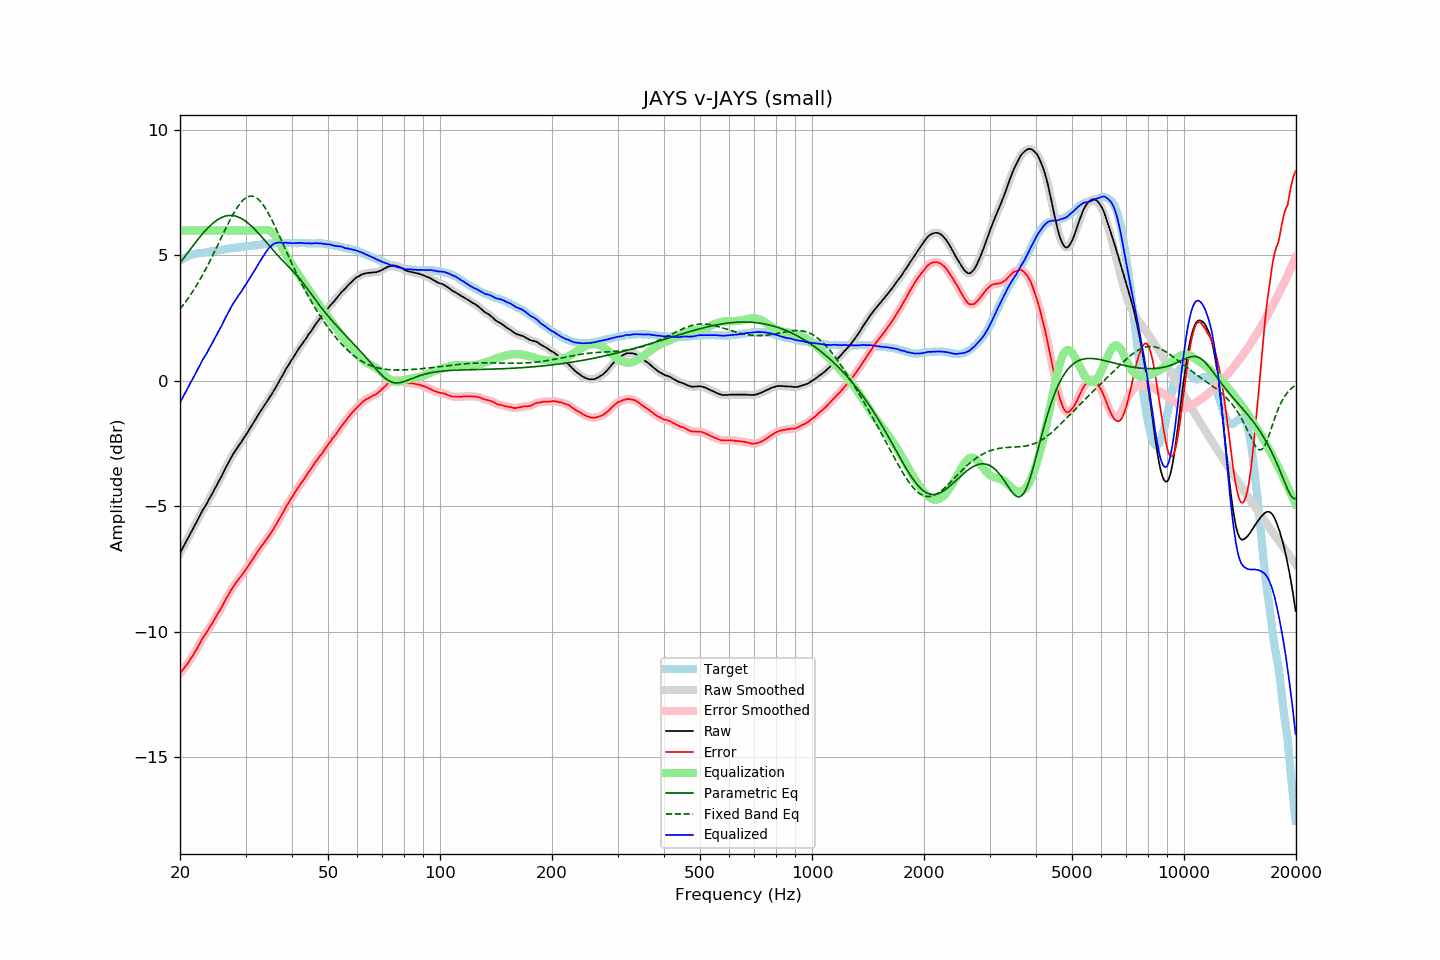 JAYS v-JAYS (small)
10
5
0
−5
−10
−15
Amplitude (dBr)
20
50
100
200
500
1000
2000
5000
10000
20000
Frequency (Hz)
Target
Raw Smoothed
Error Smoothed
Raw
Error
Equalization
Parametric Eq
Fixed Band Eq
Equalized